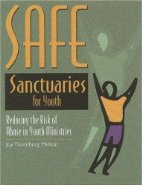 SAFE
Sanctuaries
for Youth
Reducing the Risk of
Abuse in Youth Ministries
Joy Thornburg Melton